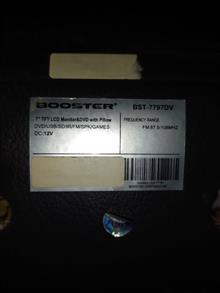 BOOSTER®
BST-7797DV
7" TFT LCD Monitor&DVD with Pillow
FREQUENCY RANGE
DVD/USB/SD/IR/FM/SPK/GAMES
FM 87.5/108MHZ
DC:12V